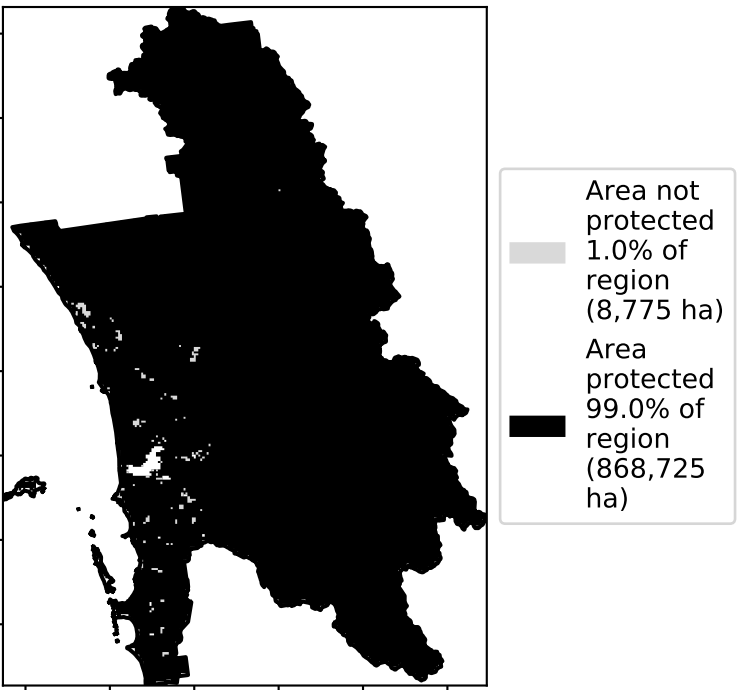 Area not
protected
1.0% of
region
(8,775 ha)
Area
protected
99.0% of
region
(868,725
ha)